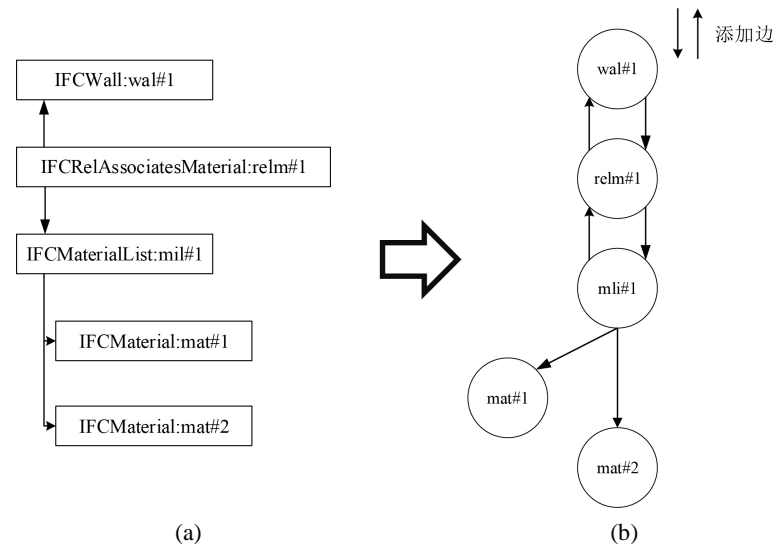 IFCWall:wal#1
IFCRelAssociatesMaterial:relm#1
IFCMaterialList:mil#1
IFCMaterial:mat#1
IFCMaterial:mat#2
(a)
添加边
wal#1
relm#1
mli#1
mat#1
mat#2
(b)